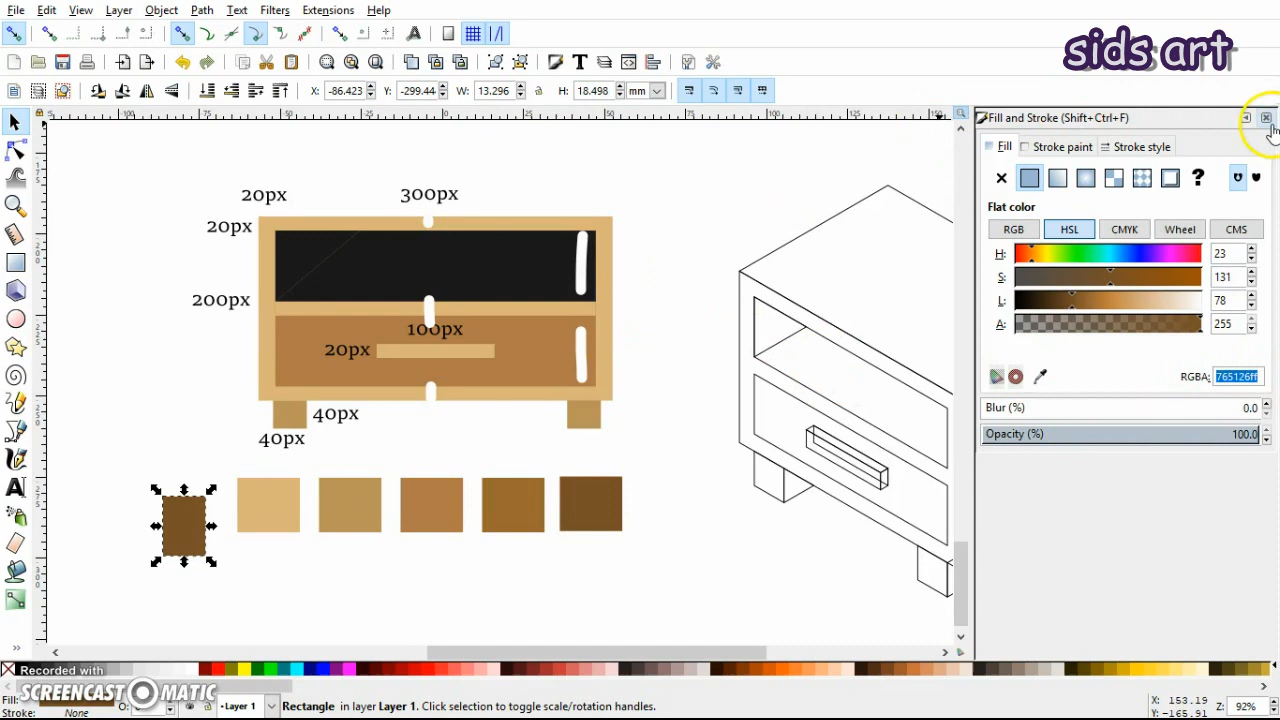 File Edit View Layer Object Path Text Filters Extensions Help
sids art
X: -86.423 Y: -299.44 W: 13.296 H: 18.498 mm
Fill and Stroke (Shift+Ctrl+F)
Fill Stroke paint Stroke style
Flat color
RGB HSL CMYK Wheel CMS
H: 23
S: 131
L: 78
A: 255
RGBA: 765126ff
Blur (%) 0.0
Opacity (%) 100.0
20px 300px
20px
200px
100px
20px
40px
40px
Recorded with
SCREENCAST-O-MATIC
Fill:
Stroke: None
O:
Layer 1
Rectangle in layer Layer 1. Click selection to toggle scale/rotation handles.
X: 153.19
Y: -165.91
Z: 92%